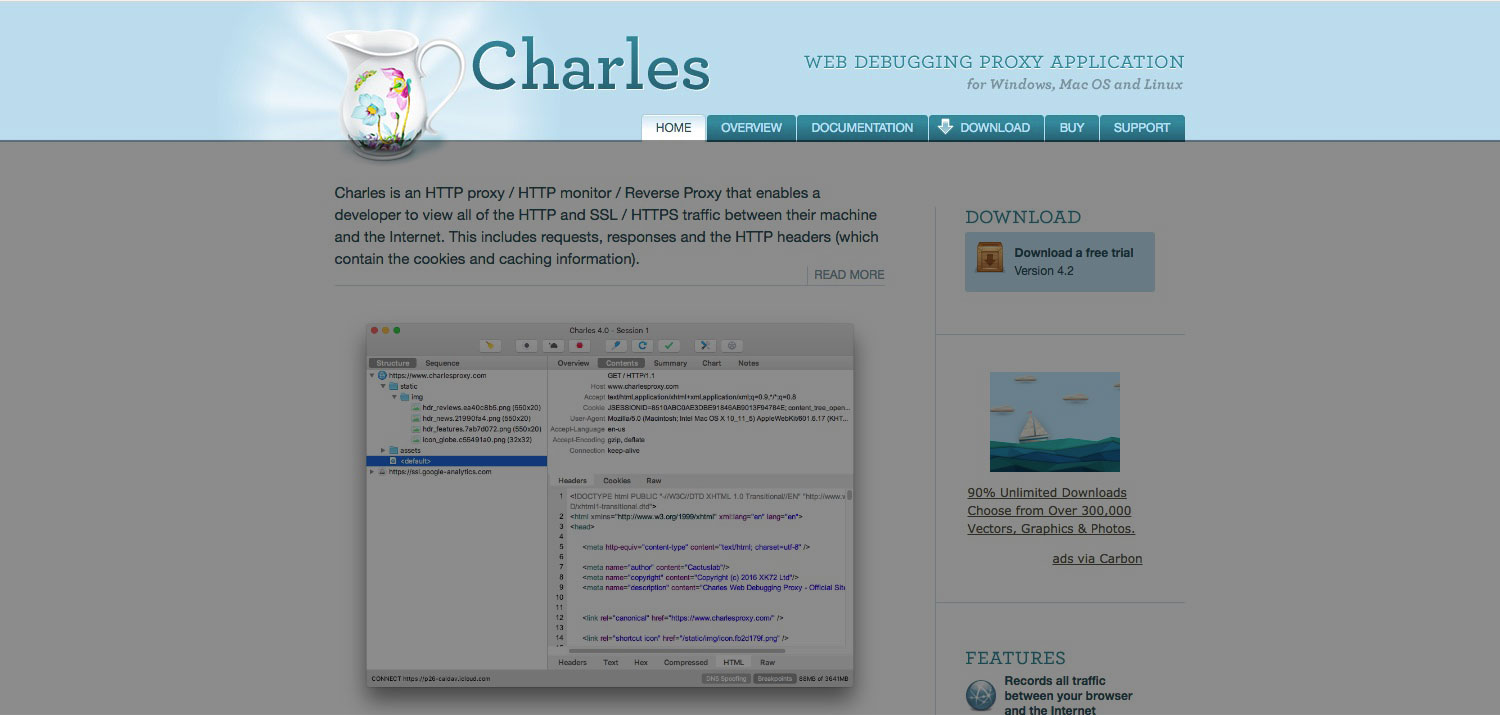 Charles
WEB DEBUGGING PROXY APPLICATION
for Windows, Mac OS and Linux
HOME
OVERVIEW
DOCUMENTATION
DOWNLOAD
BUY
SUPPORT
Charles is an HTTP proxy / HTTP monitor / Reverse Proxy that enables a
developer to view all of the HTTP and SSL / HTTPS traffic between their machine
and the Internet. This includes requests, responses and the HTTP headers (which
contain the cookies and caching information).
READ MORE
Charles 4.0 - Session 1
Structure
Sequence
https://www.charlesproxy.com
static
img
hdr_reviews.ea40c8b5.png (550x20)
hdr_news.21990fa4.png (550x20)
hdr_features.7ab7d072.png (550x20)
icon_globe.c55491a0.png (32x32)
assets
<default>
https://ssl.google-analytics.com
Overview
Contents
Summary
Chart
Notes
GET / HTTP/1.1
Host www.charlesproxy.com
Accept text/html,application/xhtml+xml,application/xml;q=0.9,*/*;q=0.8
Cookie JSESSIONID=8510ABC0AE3DBE91846AB9013F94784E; content_tree_open...
User-Agent Mozilla/5.0 (Macintosh; Intel Mac OS X 10_11_5) AppleWebKit/601.6.17 (KHT...
Accept-Language en-us
Accept-Encoding gzip, deflate
Connection keep-alive
Headers
Cookies
Raw
1 <!DOCTYPE html PUBLIC "-//W3C//DTD XHTML 1.0 Transitional//EN" "http://www.w
D/xhtml1-transitional.dtd">
2 <html xmlns="http://www.w3.org/1999/xhtml" xml:lang="en" lang="en">
3 <head>
4
5 <meta http-equiv="content-type" content="text/html; charset=utf-8" />
6
7 <meta name="author" content="Cactuslab"/>
8 <meta name="copyright" content="Copyright (c) 2016 XK72 Ltd"/>
9 <meta name="description" content="Charles Web Debugging Proxy - Official Site
10
11
12 <link rel="canonical" href="https://www.charlesproxy.com/" />
13
14 <link rel="shortcut icon" href="/static/img/icon.fb2d179f.png" />
Headers
Text
Hex
Compressed
HTML
Raw
CONNECT https://p26-caldav.icloud.com
DNS Spoofing
Breakpoints
88MB of 3641MB
DOWNLOAD
Download a free trial
Version 4.2
90% Unlimited Downloads
Choose from Over 300,000
Vectors, Graphics & Photos.
ads via Carbon
FEATURES
Records all traffic
between your browser
and the Internet